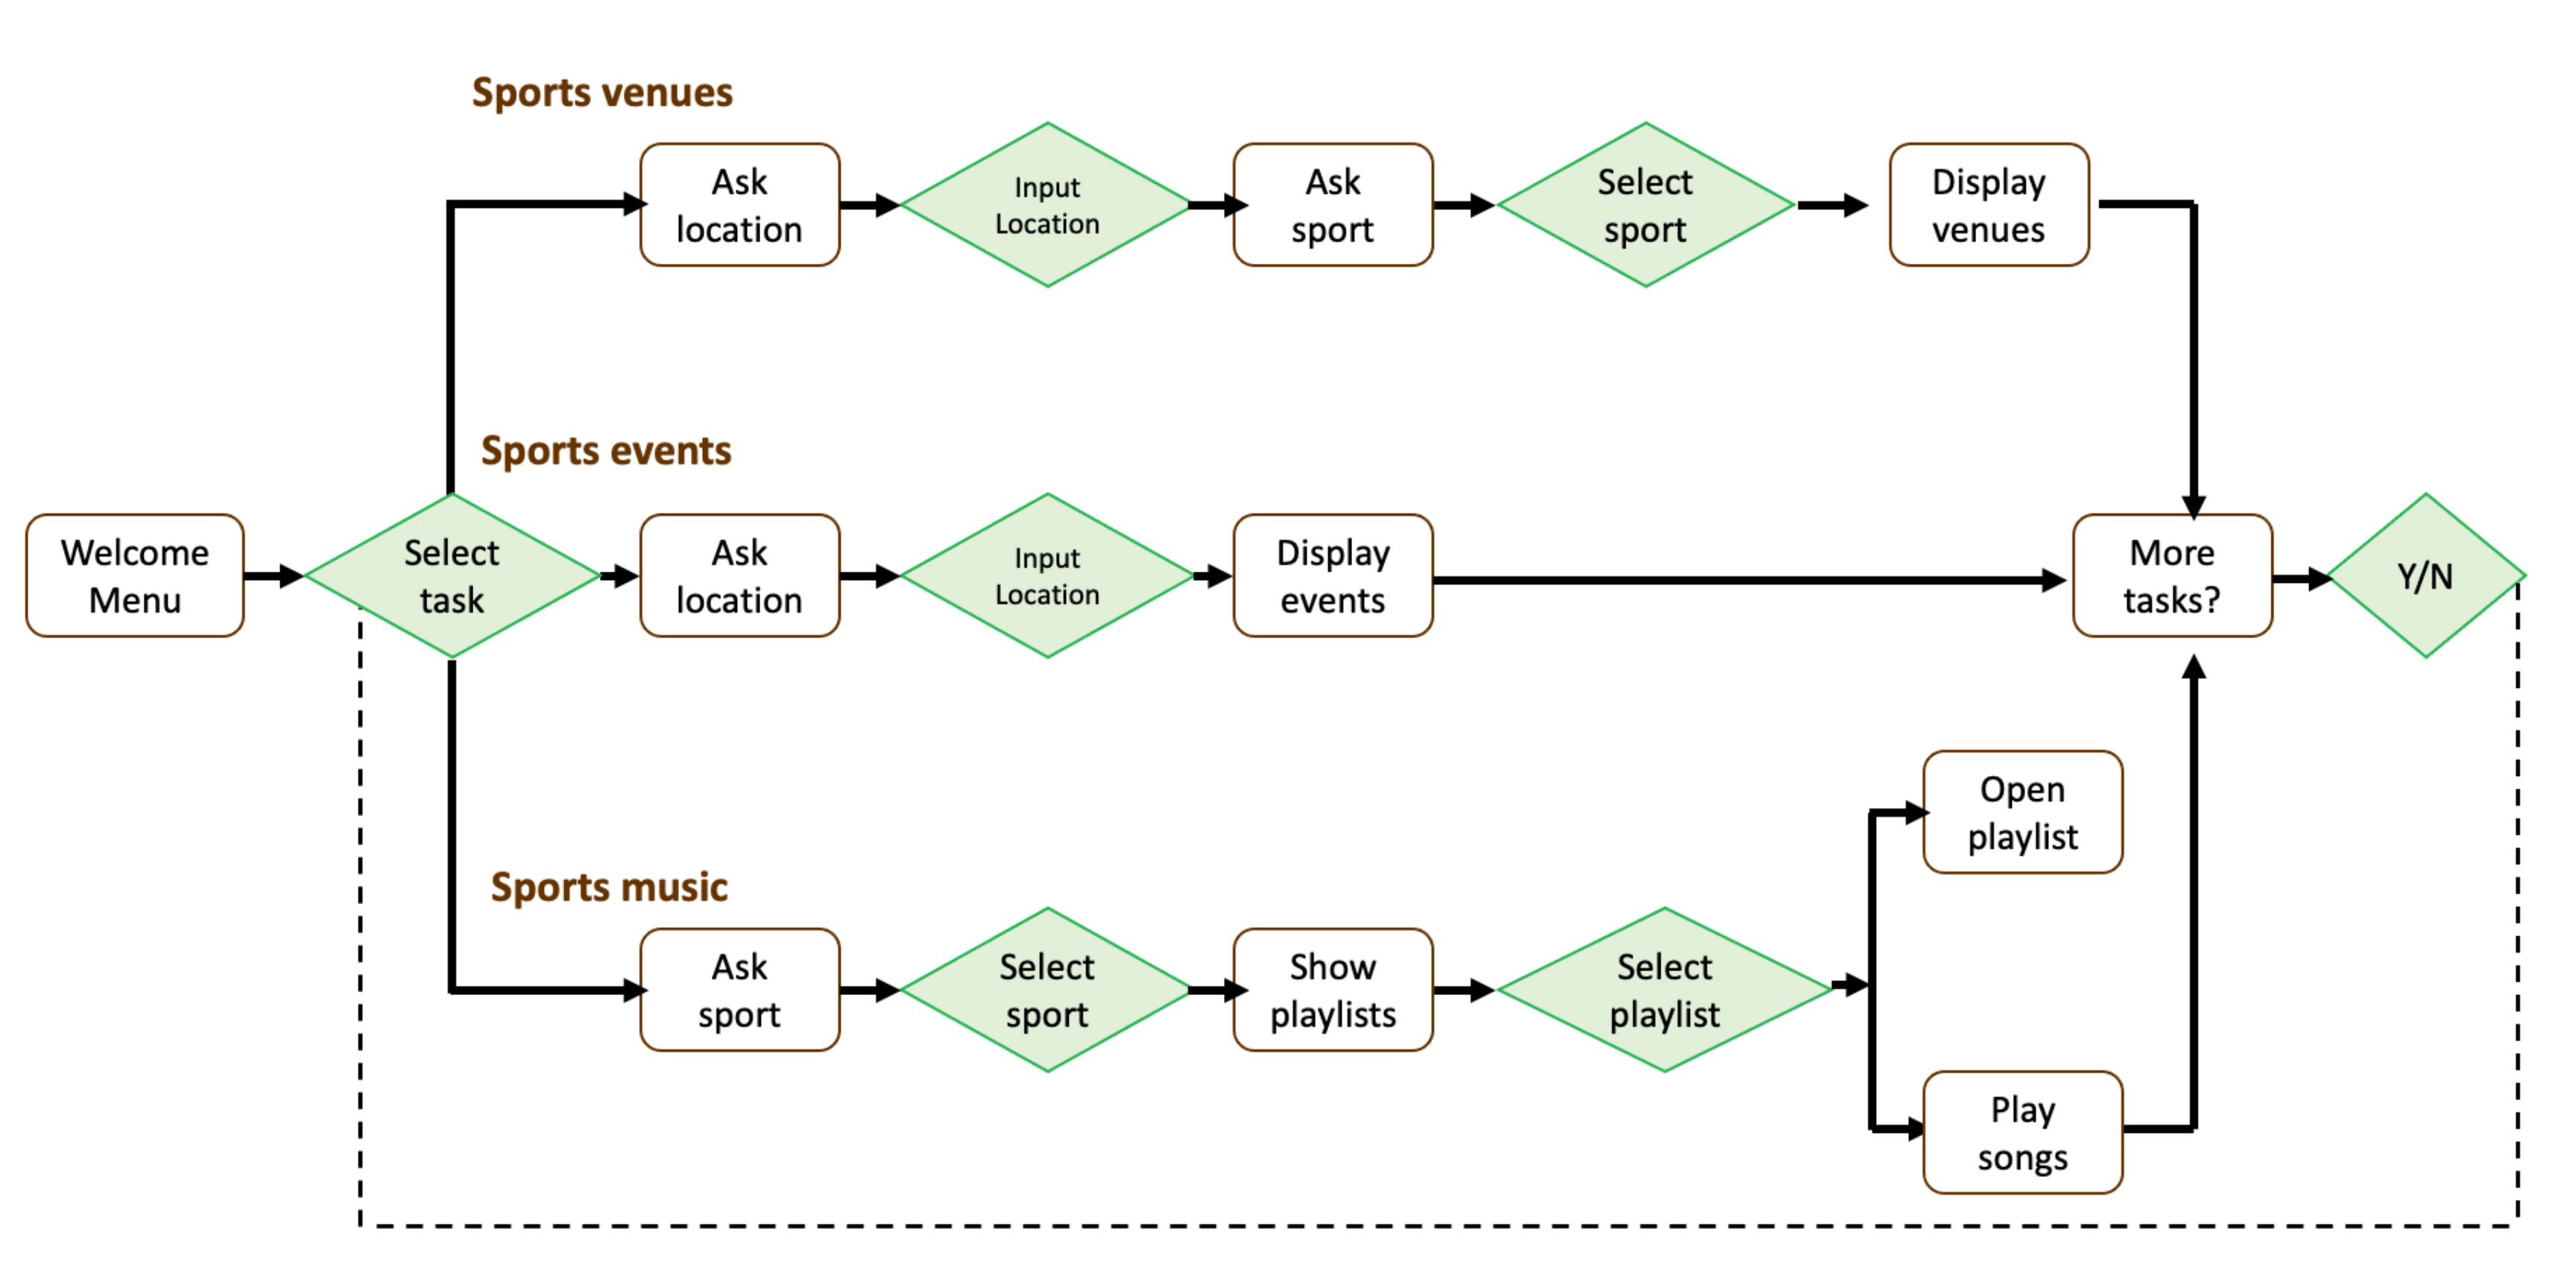 Sports venues
Ask
location
Input
Location
Ask
sport
Select
sport
Display
venues
Sports events
Welcome
Menu
Select
task
Ask
location
Input
Location
Display
events
More
tasks?
Y/N
Sports music
Ask
sport
Select
sport
Show
playlists
Select
playlist
Open
playlist
Play
songs